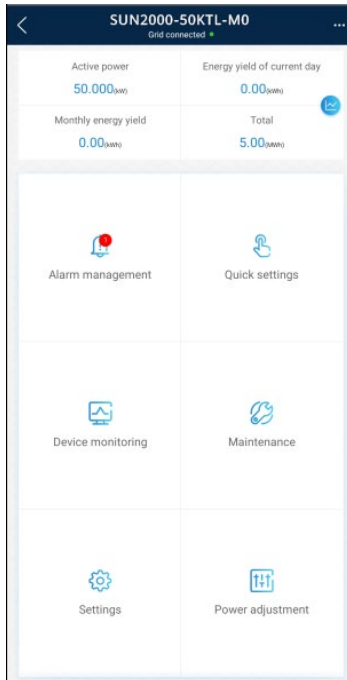 SUN2000-50KTL-M0
Grid connected
Active power
Energy yield of current day
50.000(kW)
0.00(kWh)
Monthly energy yield
Total
0.00(kWh)
5.00(MWh)
1
Alarm management
Quick settings
Device monitoring
Maintenance
Settings
Power adjustment